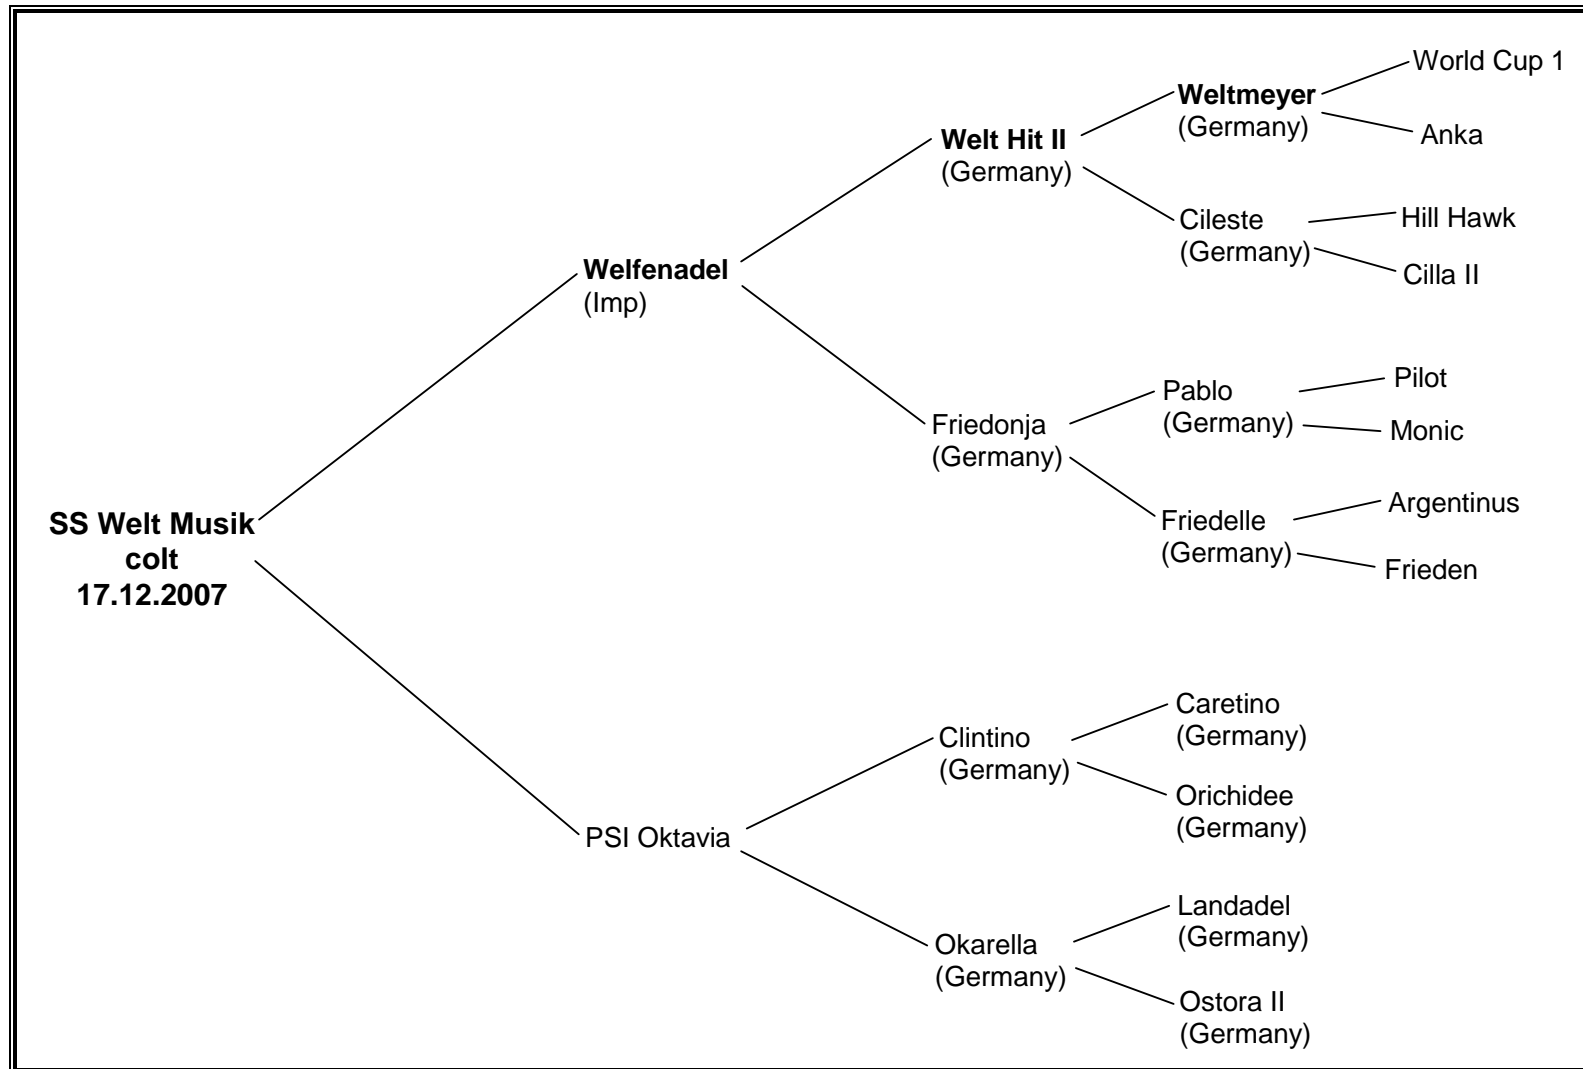 World Cup 1
Weltmeyer
(Germany)
Anka
Welt Hit II
(Germany)
Cileste
(Germany)
Hill Hawk
Cilla II
Welfenadel
(Imp)
Pablo
(Germany)
Pilot
Monic
Friedonja
(Germany)
Friedelle
(Germany)
Argentinus
Frieden
SS Welt Musik
colt
17.12.2007
Caretino
(Germany)
Clintino
(Germany)
Orichidee
(Germany)
PSI Oktavia
Landadel
(Germany)
Okarella
(Germany)
Ostora II
(Germany)